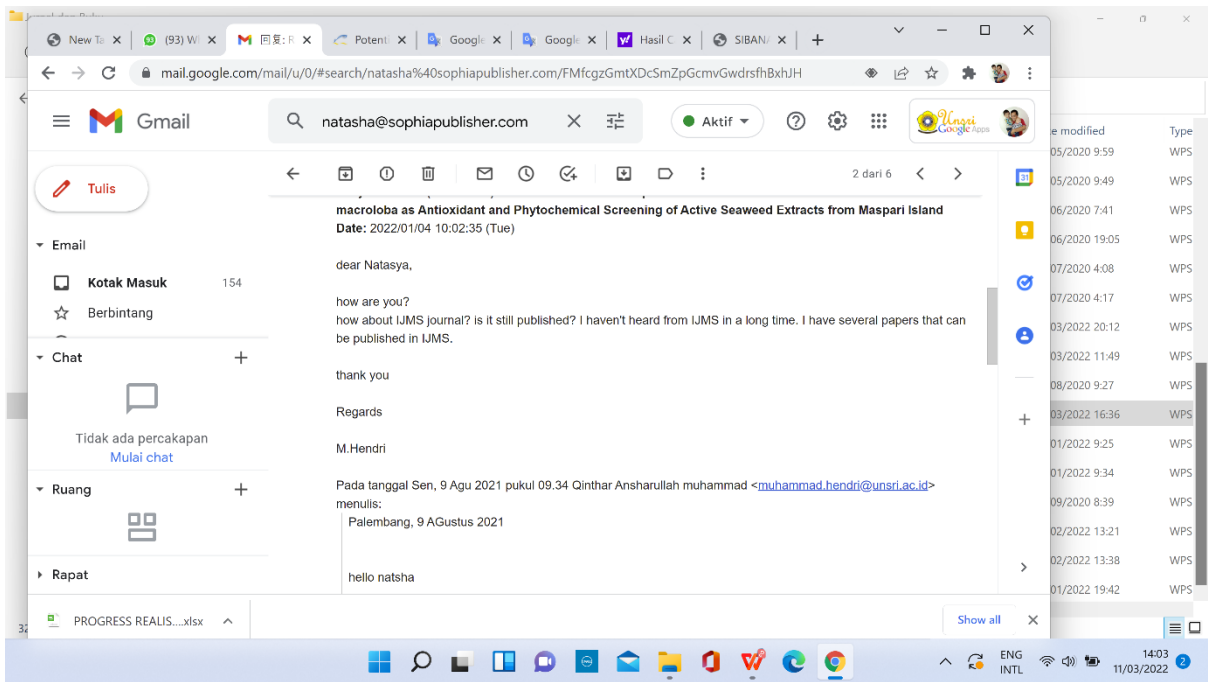 Jurnal dan Buku
New Ta
(93) W
回复: R
Potenti
Google
Google
Hasil C
SIBAN
mail.google.com/mail/u/0/#search/natasha%40sophiapublisher.com/FMfcgzGmtXDcSmZpGcmvGwdrsfhBxhJH
Gmail
natasha@sophiapublisher.com
Aktif
Unsri
Google Apps
Tulis
2 dari 6
Email
Kotak Masuk 154
Berbintang
Chat
Tidak ada percakapan
Mulai chat
Ruang
Rapat
macroloba as Antioxidant and Phytochemical Screening of Active Seaweed Extracts from Maspari Island
Date: 2022/01/04 10:02:35 (Tue)
dear Natasya,
how are you?
how about IJMS journal? is it still published? I haven't heard from IJMS in a long time. I have several papers that can
be published in IJMS.
thank you
Regards
M.Hendri
Pada tanggal Sen, 9 Agu 2021 pukul 09.34 Qinthar Ansharullah muhammad <muhammad.hendri@unsri.ac.id>
menulis:
Palembang, 9 AGustus 2021
hello natsha
31
e modified Type
05/2020 9:59 WPS
05/2020 9:49 WPS
06/2020 7:41 WPS
06/2020 19:05 WPS
07/2020 4:08 WPS
07/2020 4:17 WPS
03/2022 20:12 WPS
03/2022 11:49 WPS
08/2020 9:27 WPS
03/2022 16:36 WPS
01/2022 9:25 WPS
01/2022 9:34 WPS
09/2020 8:39 WPS
02/2022 13:21 WPS
02/2022 13:38 WPS
01/2022 19:42 WPS
PROGRESS REALIS....xlsx
Show all
32
ENG
INTL
14:03
11/03/2022
2